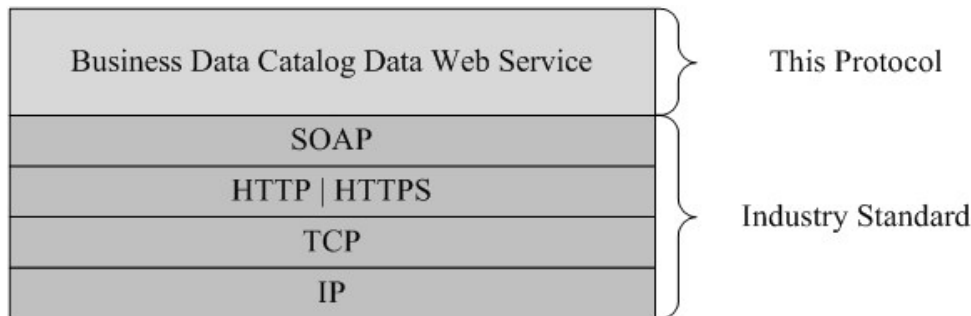 Business Data Catalog Data Web Service
This Protocol
SOAP
HTTP | HTTPS
TCP
IP
Industry Standard